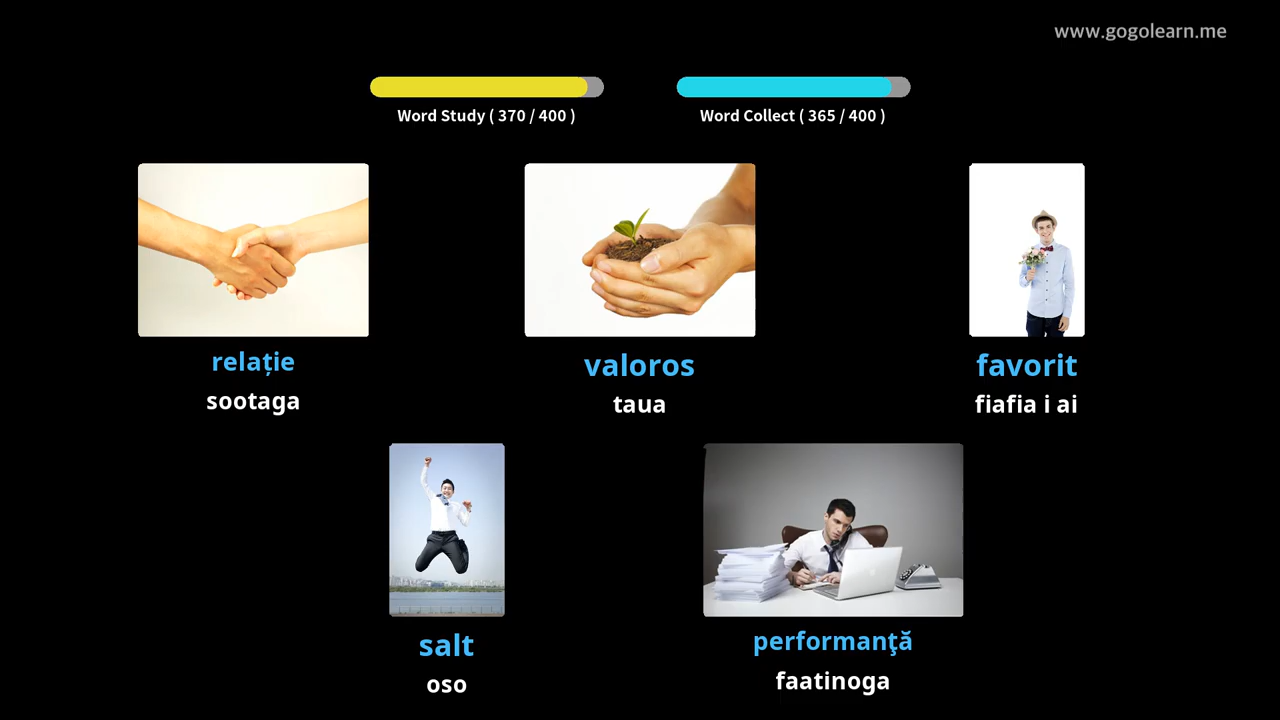 www.gogolearn.me
Word Study ( 370 / 400 )
Word Collect ( 365 / 400 )
relație
sootaga
valoros
taua
favorit
fiafia i ai
salt
oso
performanţă
faatinoga